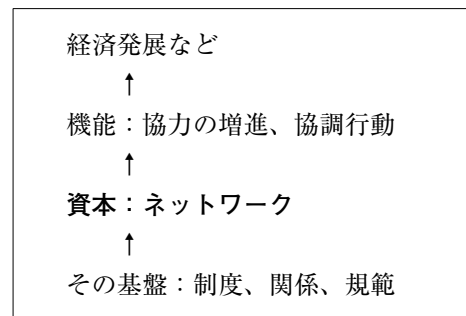 経済発展など
↑
機能：協力の増進、協調行動
↑
資本：ネットワーク
↑
その基盤：制度、関係、規範